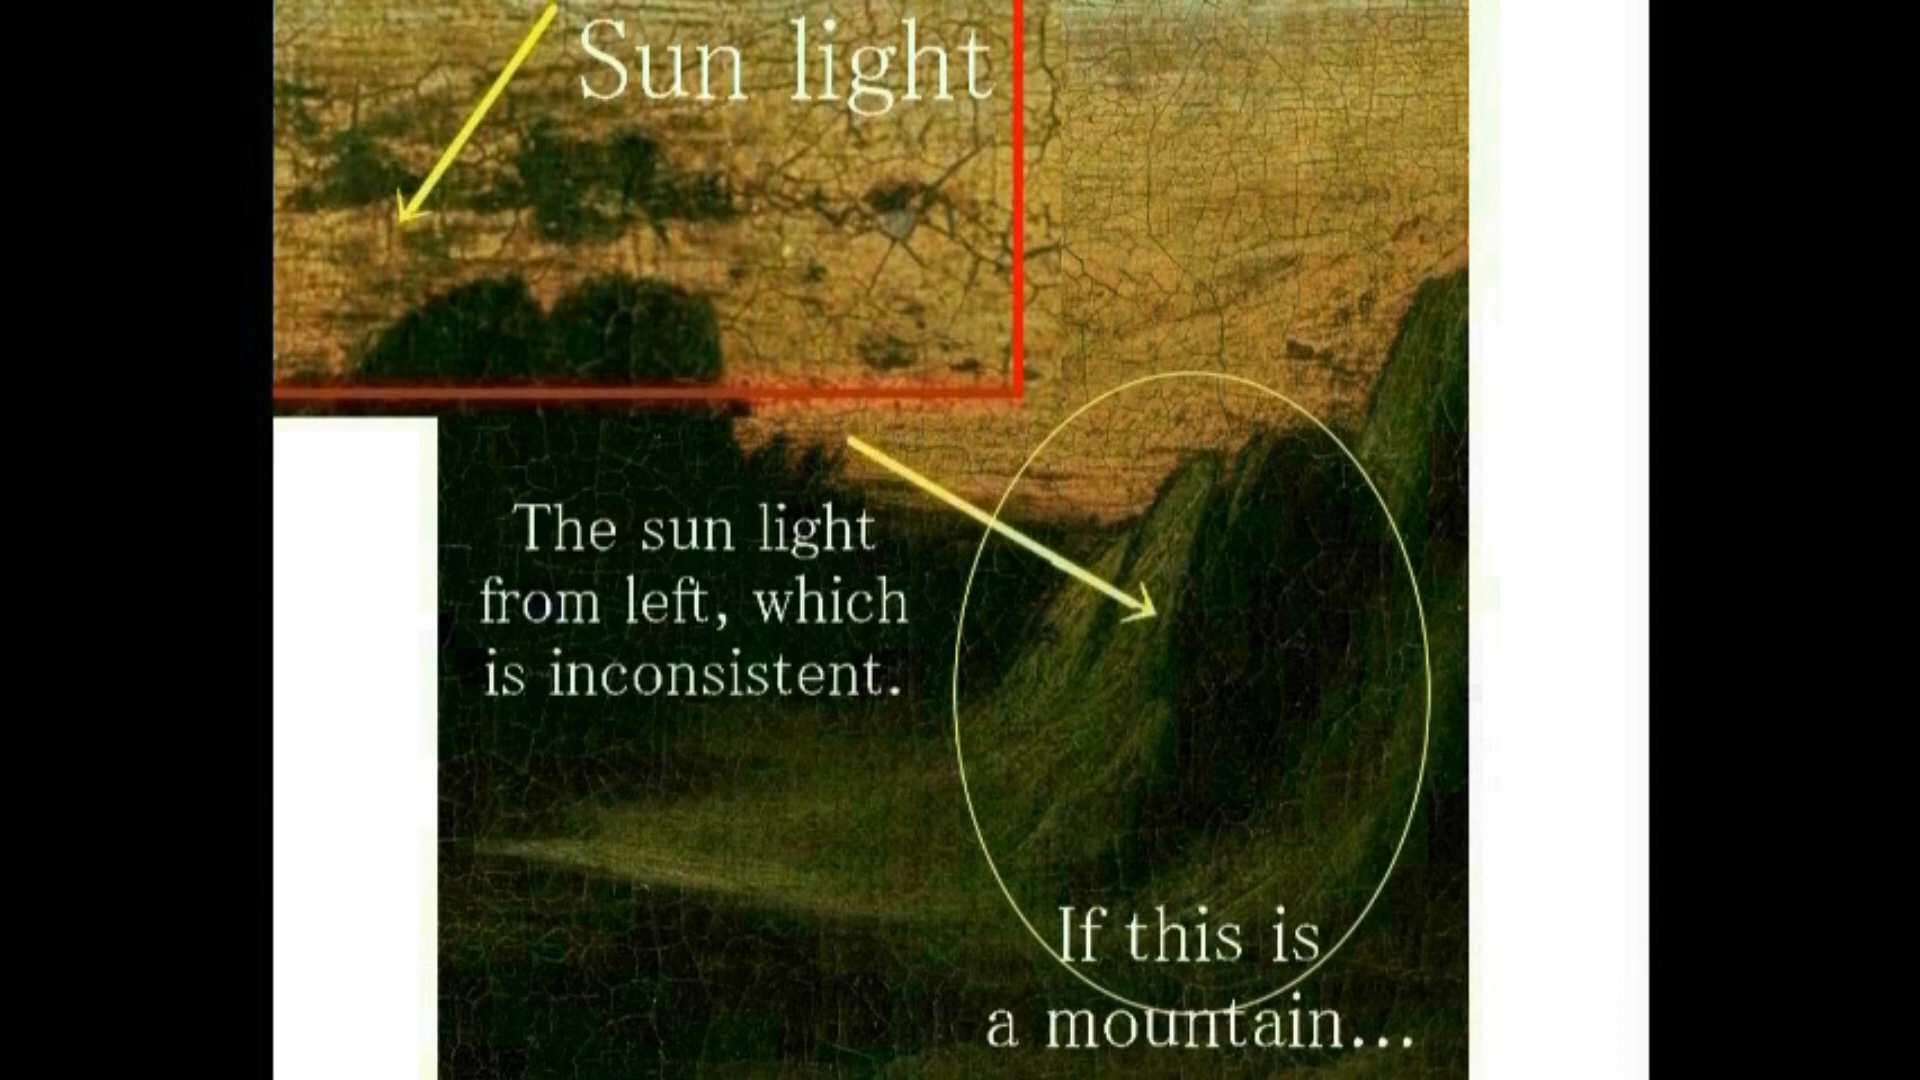 Sun light
The sun light
from left, which
is inconsistent.
If this is
a mountain...